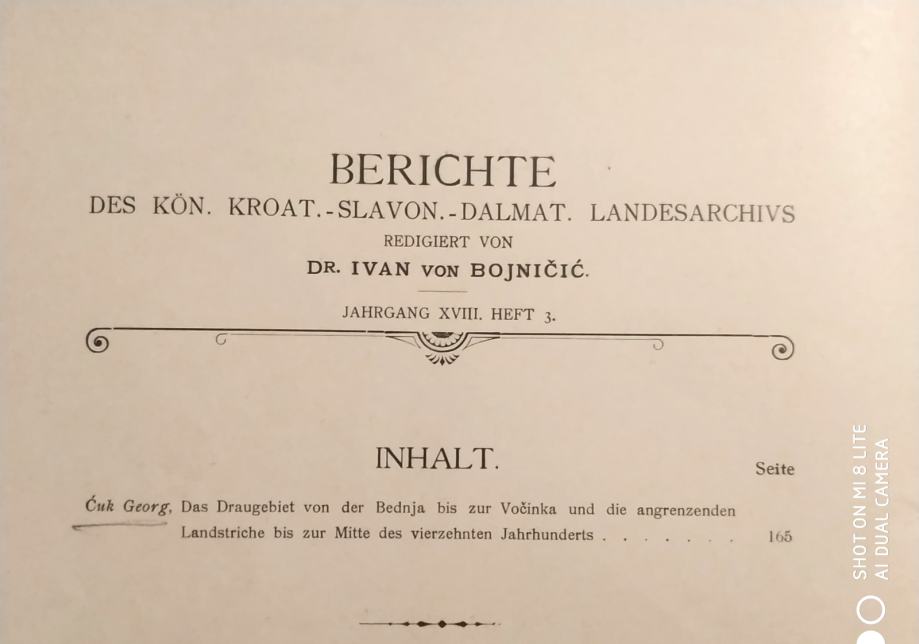 BERICHTE
DES KÖN. KROAT.-SLAVON.-DALMAT. LANDESARCHIVS
REDIGIERT VON
DR. IVAN VON BOJNIČIĆ.
JAHRGANG XVIII. HEFT 3.
INHALT.
Seite
Ćuk Georg, Das Draugebiet von der Bednja bis zur Vočinka und die angrenzenden
Landstriche bis zur Mitte des vierzehnten Jahrhunderts . . . . . . . 165
SHOT ON MI 8 LITE
AI DUAL CAMERA